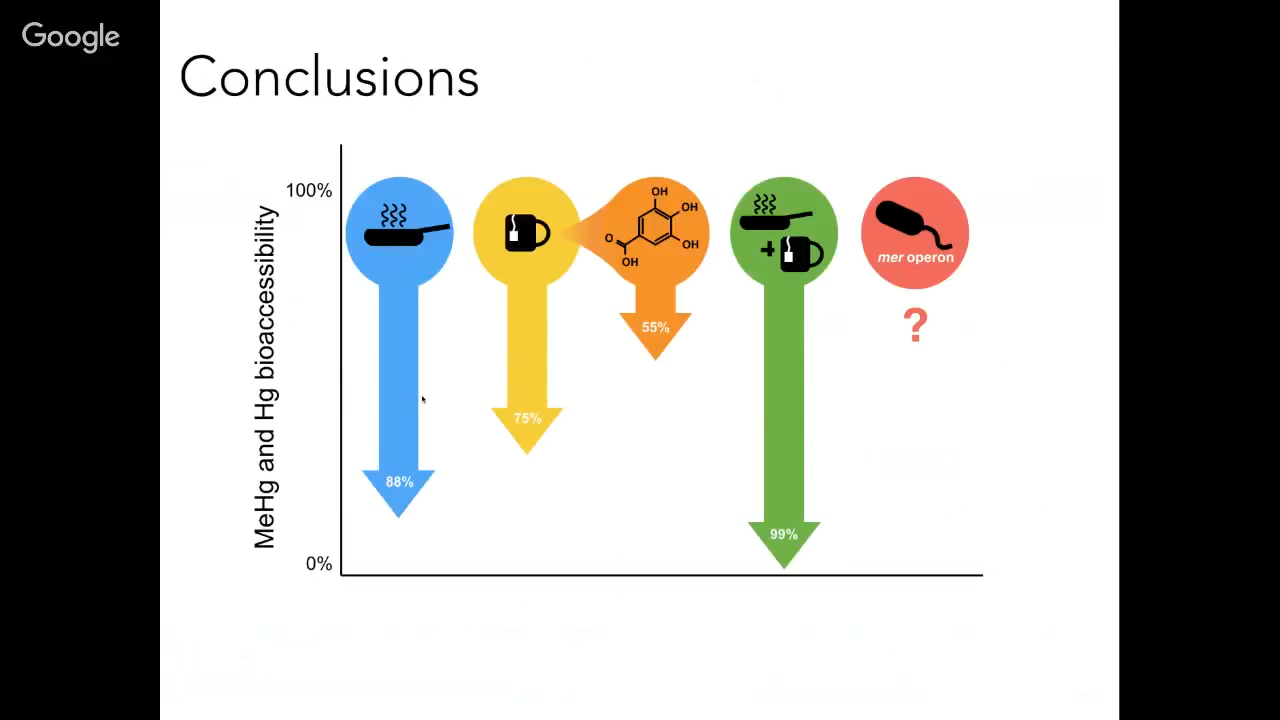 Google
Conclusions
MeHg and Hg bioaccessibility
100%
0%
OH
OH
OH
O
OH
+
mer operon
?
88%
75%
55%
99%